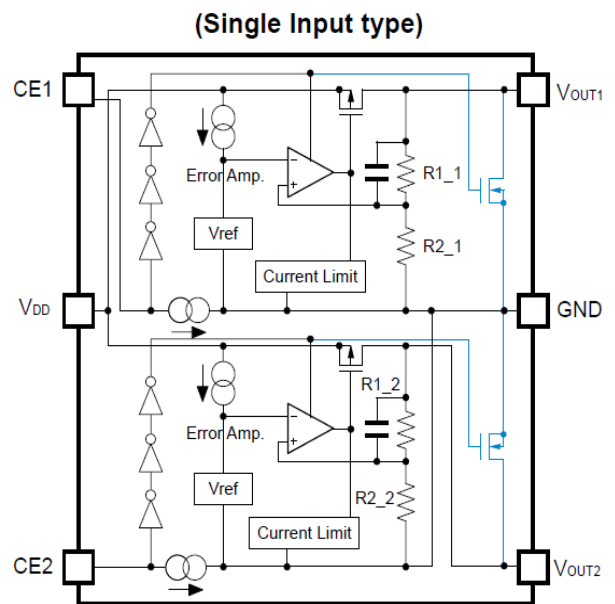 (Single Input type)
CE1
VOUT1
Error Amp.
R1_1
Vref
R2_1
Current Limit
VDD
GND
R1_2
Error Amp.
Vref
R2_2
Current Limit
CE2
VOUT2